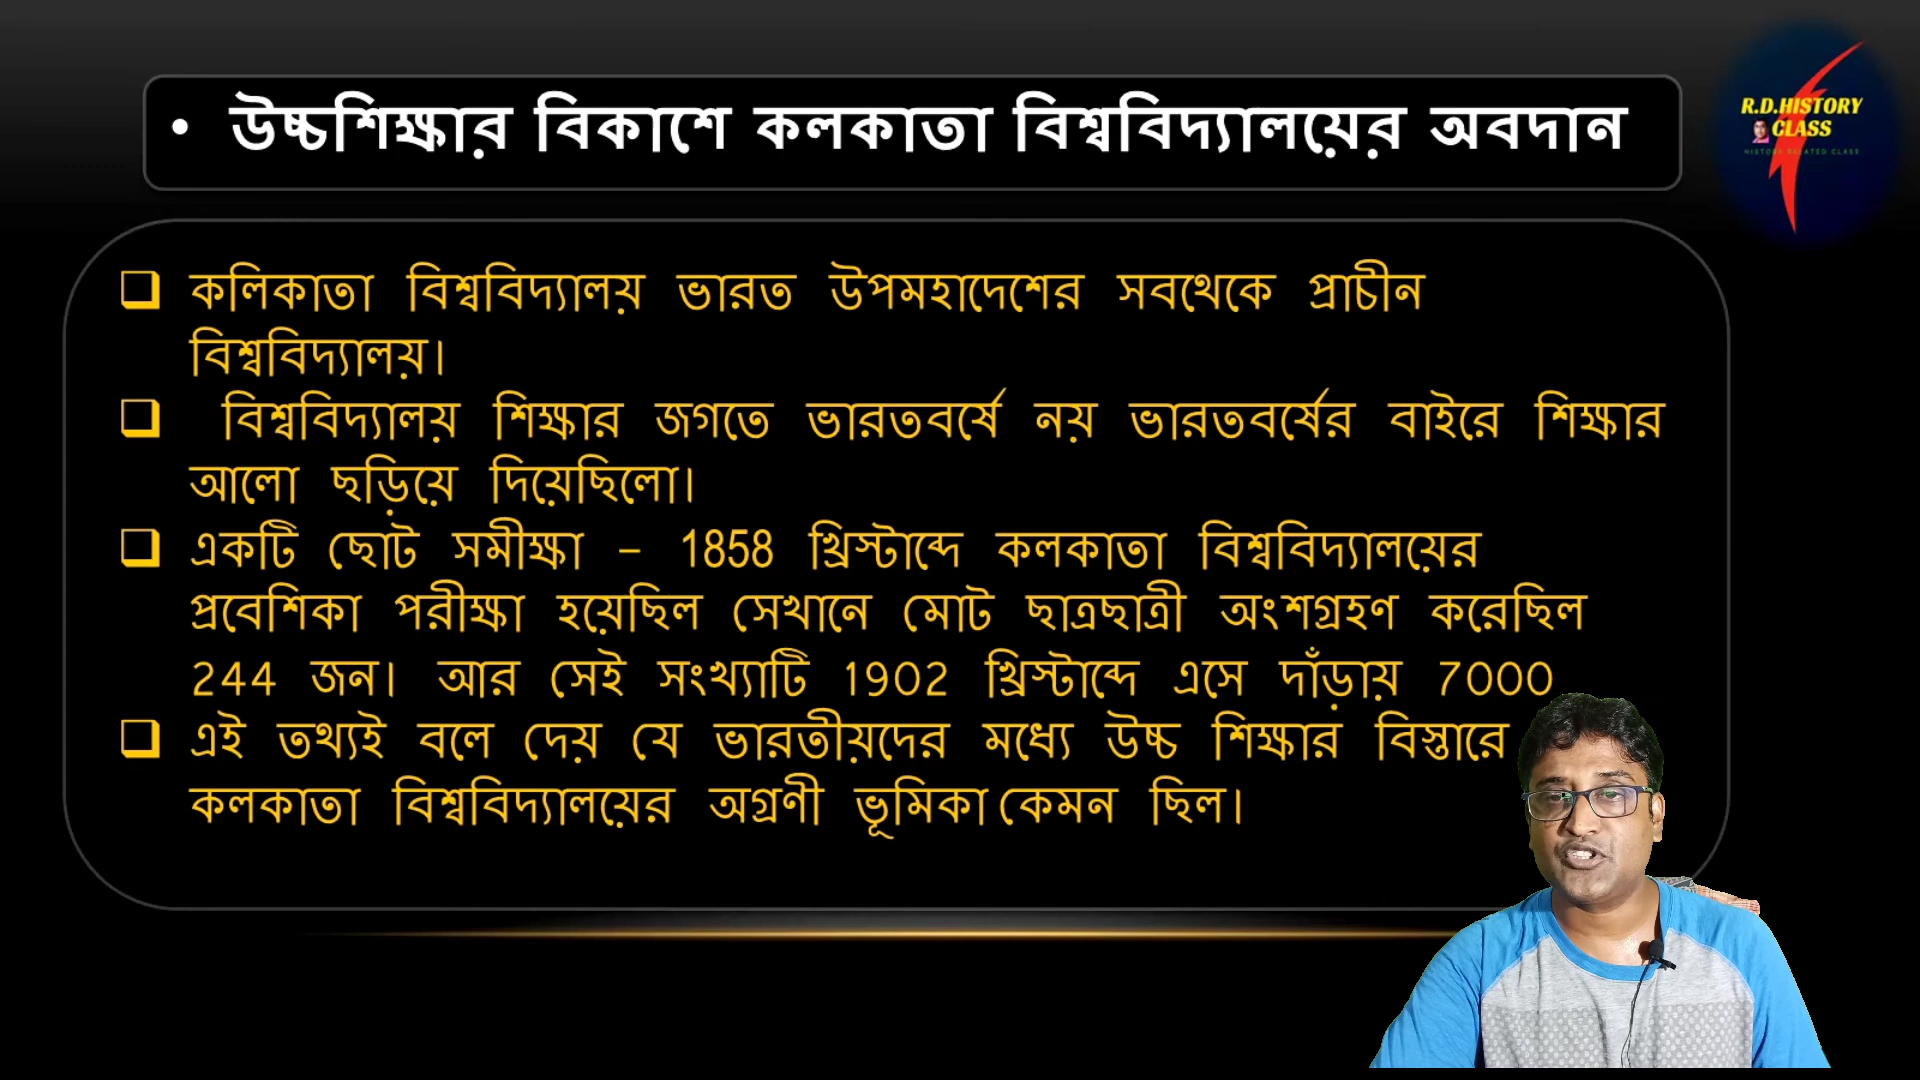 • উচ্চশিক্ষার বিকাশে কলকাতা বিশ্ববিদ্যালয়ের অবদান
R.D.HISTORY
CLASS
HISTORY RELATED CLASS
❑ কলিকাতা বিশ্ববিদ্যালয় ভারত উপমহাদেশের সবথেকে প্রাচীন
বিশ্ববিদ্যালয়।
❑ বিশ্ববিদ্যালয় শিক্ষার জগতে ভারতবর্ষে নয় ভারতবর্ষের বাইরে শিক্ষার
আলো ছড়িয়ে দিয়েছিলো।
❑ একটি ছোট সমীক্ষা – 1858 খ্রিস্টাব্দে কলকাতা বিশ্ববিদ্যালয়ের
প্রবেশিকা পরীক্ষা হয়েছিল সেখানে মোট ছাত্রছাত্রী অংশগ্রহণ করেছিল
244 জন। আর সেই সংখ্যাটি 1902 খ্রিস্টাব্দে এসে দাঁড়ায় 7000
❑ এই তথ্যই বলে দেয় যে ভারতীয়দের মধ্যে উচ্চ শিক্ষার বিস্তারে
কলকাতা বিশ্ববিদ্যালয়ের অগ্রণী ভূমিকা কেমন ছিল।